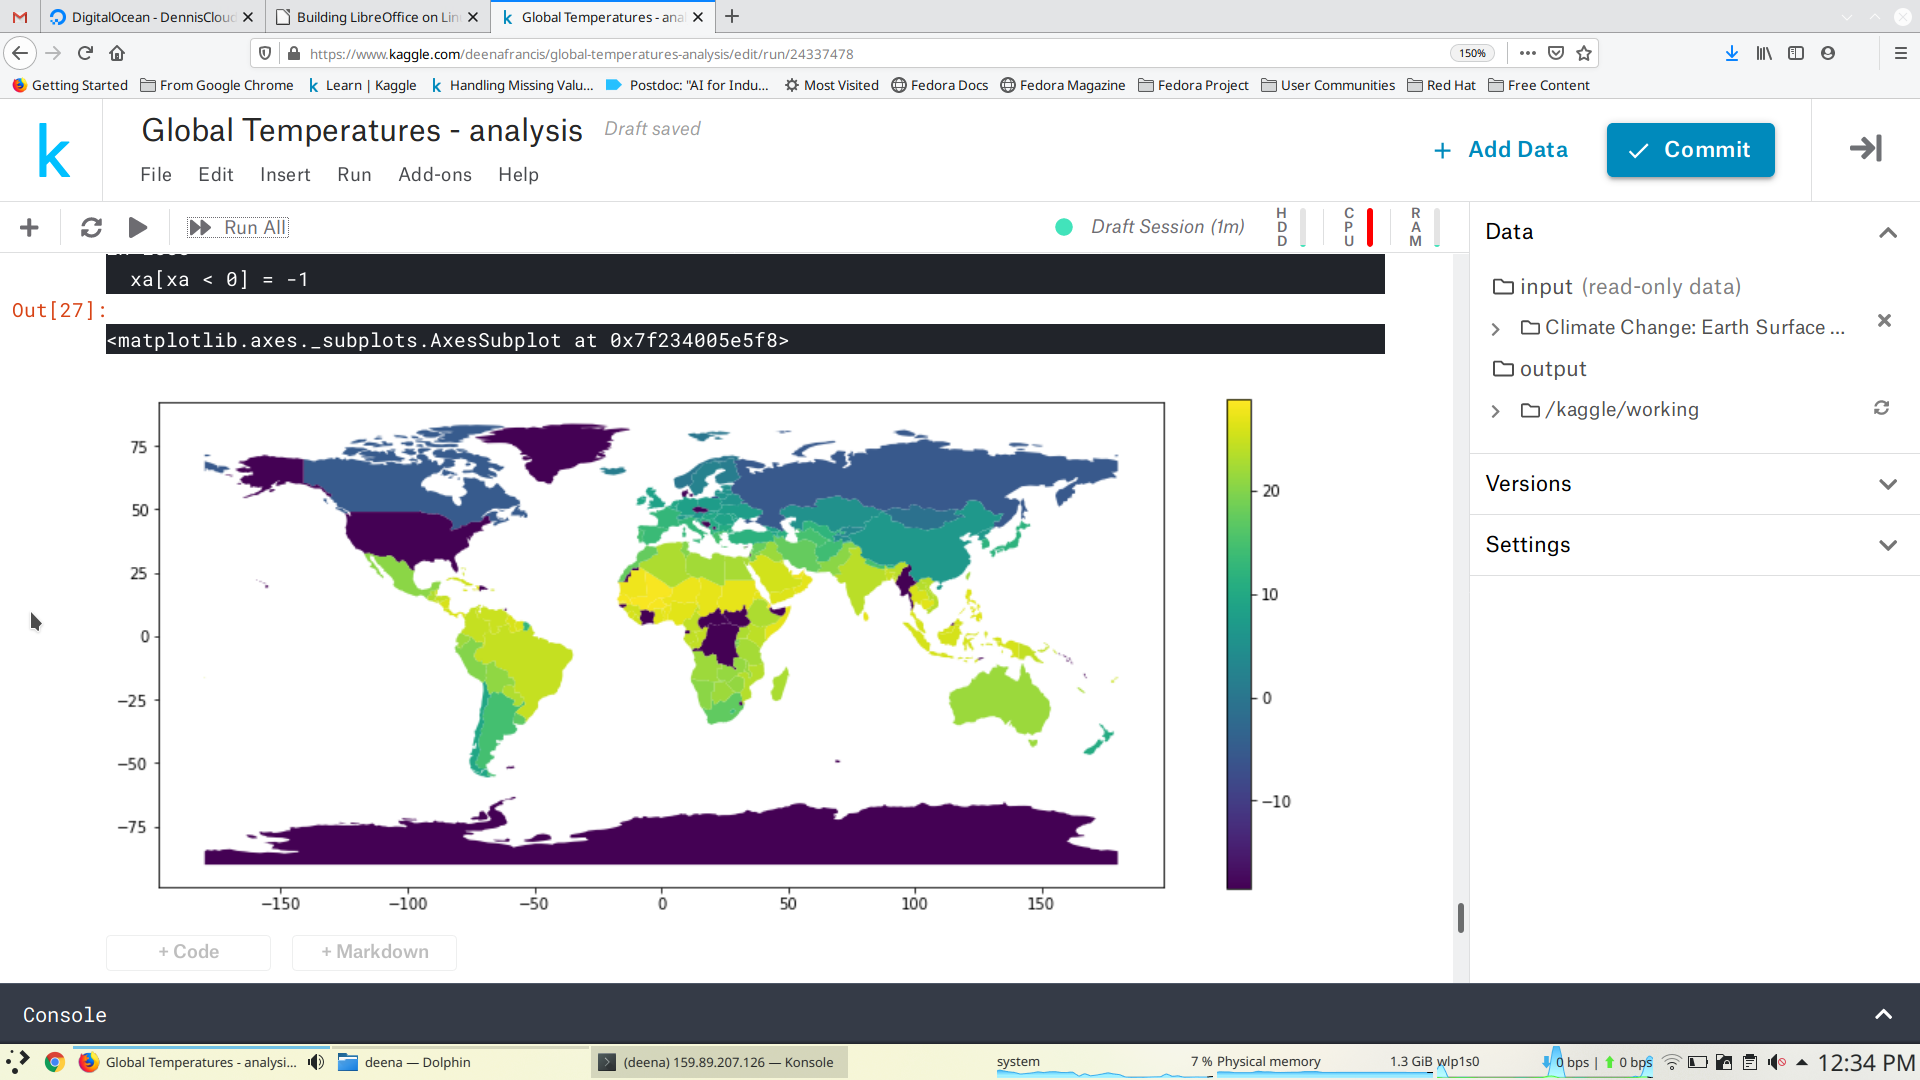 DigitalOcean - DennisCloud
Building LibreOffice on Lin
Global Temperatures - ana
https://www.kaggle.com/deenafrancis/global-temperatures-analysis/edit/run/24337478
150%
Getting Started
From Google Chrome
Learn | Kaggle
Handling Missing Valu...
Postdoc: "AI for Indu...
Most Visited
Fedora Docs
Fedora Magazine
Fedora Project
User Communities
Red Hat
Free Content
k
Global Temperatures - analysis
Draft saved
File Edit Insert Run Add-ons Help
+ Add Data
Commit
Run All
Draft Session (1m)
HDD
CPU
RAM
xa[xa < 0] = -1
Out[27]:
<matplotlib.axes._subplots.AxesSubplot at 0x7f234005e5f8>
75
50
25
0
−25
−50
−75
−150 −100 −50 0 50 100 150
20
10
0
−10
+ Code
+ Markdown
Data
input (read-only data)
Climate Change: Earth Surface ...
output
/kaggle/working
Versions
Settings
Console
Global Temperatures - analysi...
deena — Dolphin
(deena) 159.89.207.126 — Konsole
system 7 %
Physical memory 1.3 GiB
wlp1s0 0 bps | 0 bps
12:34 PM